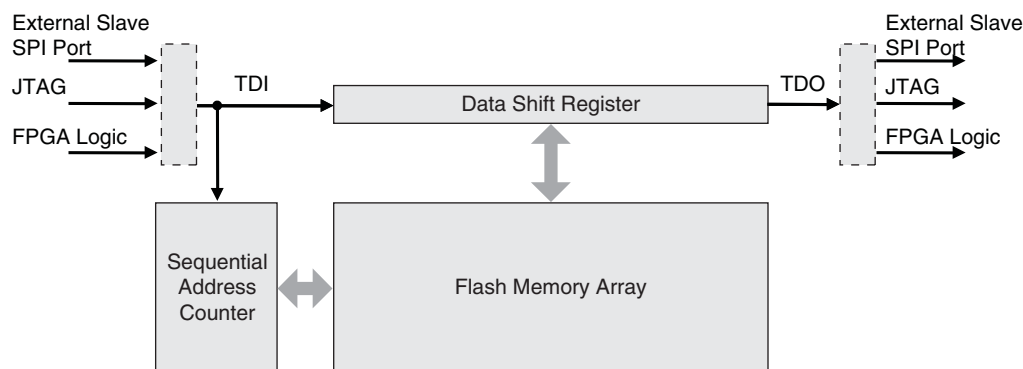 External Slave
SPI Port
JTAG
FPGA Logic
TDI
Data Shift Register
TDO
External Slave
SPI Port
JTAG
FPGA Logic
Sequential
Address
Counter
Flash Memory Array